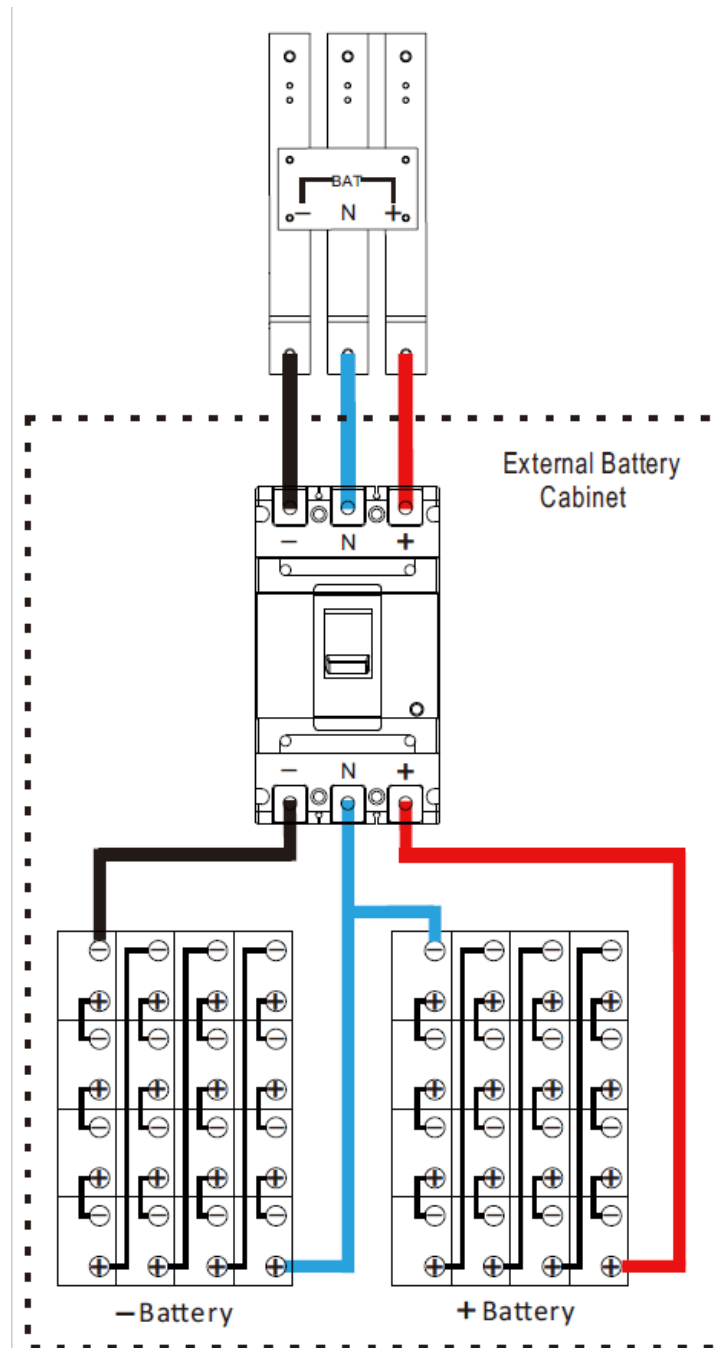 BAT
− N +
External Battery
Cabinet
− N +
− N +
−Battery
+Battery